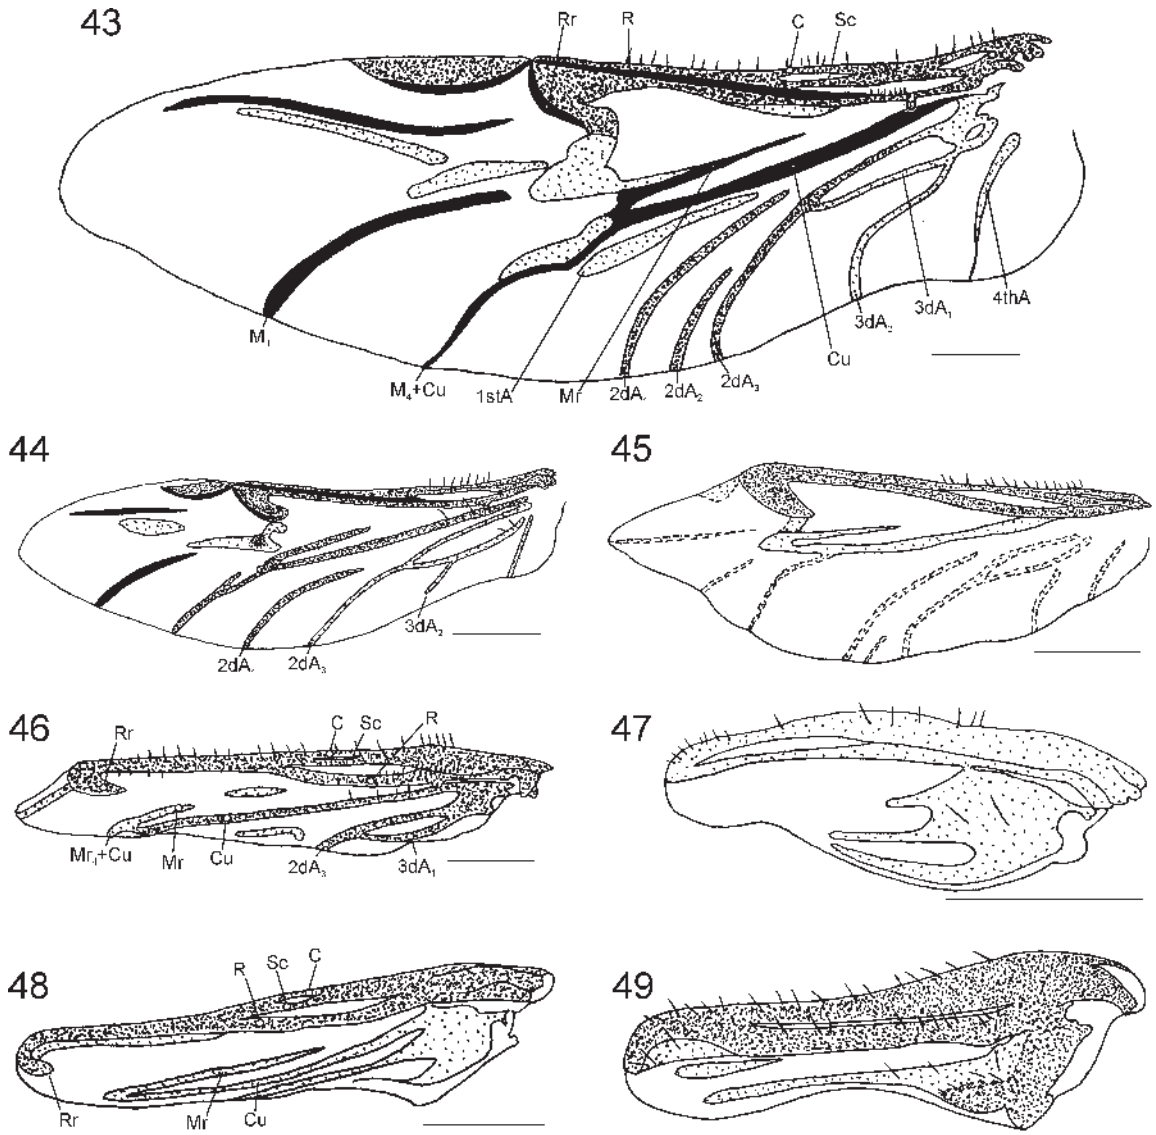 43
Rr R C Sc
M₁ M₄+Cu 1stA Mr 2dA₁ 2dA₂ 2dA₃ Cu 3dA₂ 3dA₁ 4thA
44
2dA₁ 2dA₃ 3dA₂
45
46
Rr C Sc R
Mr₄+Cu Mr Cu 2dA₃ 3dA₁
47
48
R Sc C
Rr Mr Cu
49